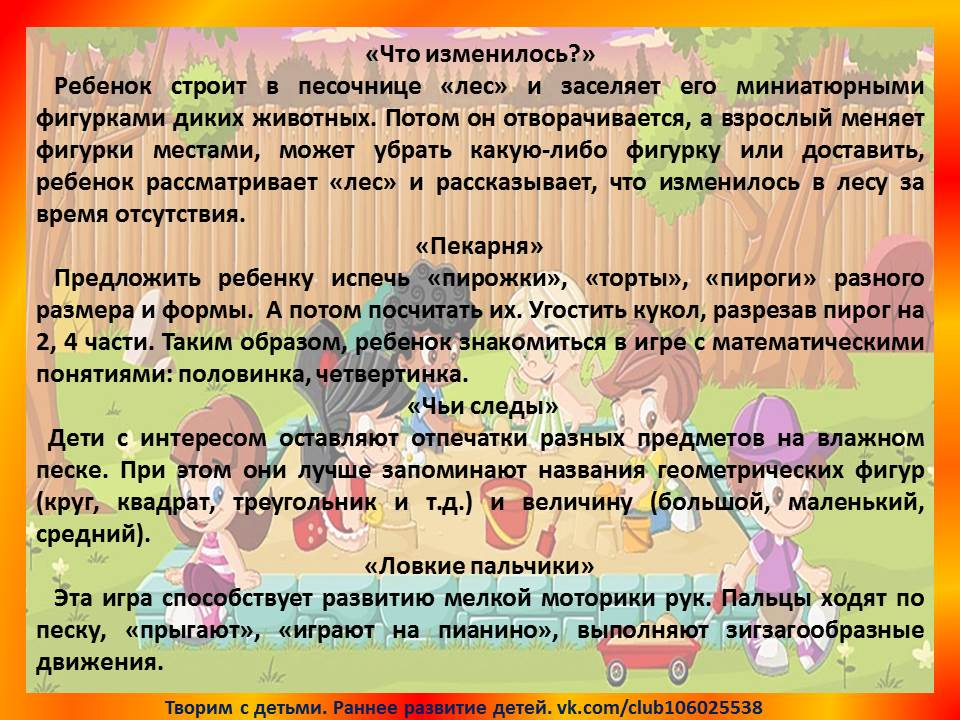 «Что изменилось?»
Ребенок строит в песочнице «лес» и заселяет его миниатюрными
фигурками диких животных. Потом он отворачивается, а взрослый меняет
фигурки местами, может убрать какую-либо фигурку или доставить,
ребенок рассматривает «лес» и рассказывает, что изменилось в лесу за
время отсутствия.
«Пекарня»
Предложить ребенку испечь «пирожки», «торты», «пироги» разного
размера и формы. А потом посчитать их. Угостить кукол, разрезав пирог на
2, 4 части. Таким образом, ребенок знакомиться в игре с математическими
понятиями: половинка, четвертинка.
«Чьи следы»
Дети с интересом оставляют отпечатки разных предметов на влажном
песке. При этом они лучше запоминают названия геометрических фигур
(круг, квадрат, треугольник и т.д.) и величину (большой, маленький,
средний).
«Ловкие пальчики»
Эта игра способствует развитию мелкой моторики рук. Пальцы ходят по
песку, «прыгают», «играют на пианино», выполняют зигзагообразные
движения.
Творим с детьми. Раннее развитие детей. vk.com/club106025538